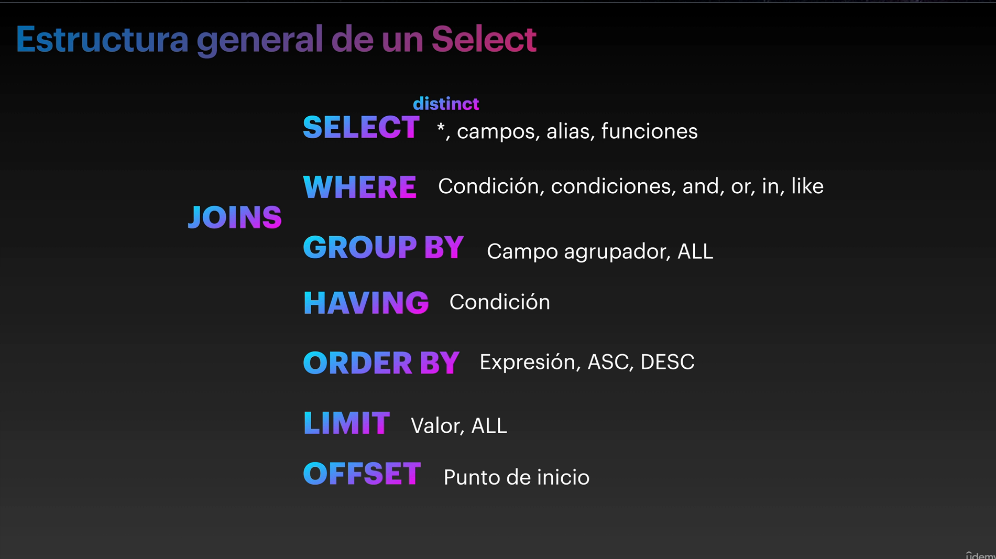 Estructura general de un Select
distinct
SELECT *, campos, alias, funciones
WHERE Condición, condiciones, and, or, in, like
JOINS
GROUP BY Campo agrupador, ALL
HAVING Condición
ORDER BY Expresión, ASC, DESC
LIMIT Valor, ALL
OFFSET Punto de inicio
udemy